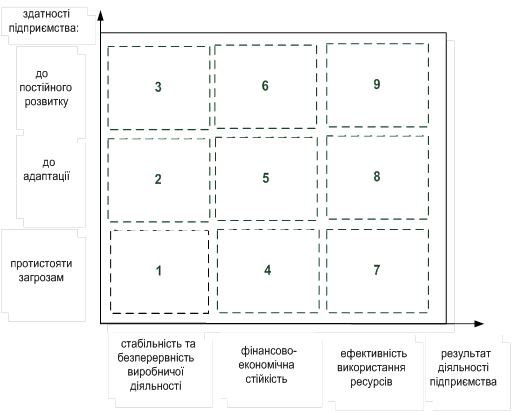 здатності
підприємства:
до
постійного
розвитку
3
6
9
до
адаптації
2
5
8
протистояти
загрозам
1
4
7
стабільність та
безперервність
виробничої
діяльності
фінансово-
економічна
стійкість
ефективність
використання
ресурсів
результат
діяльності
підприємства